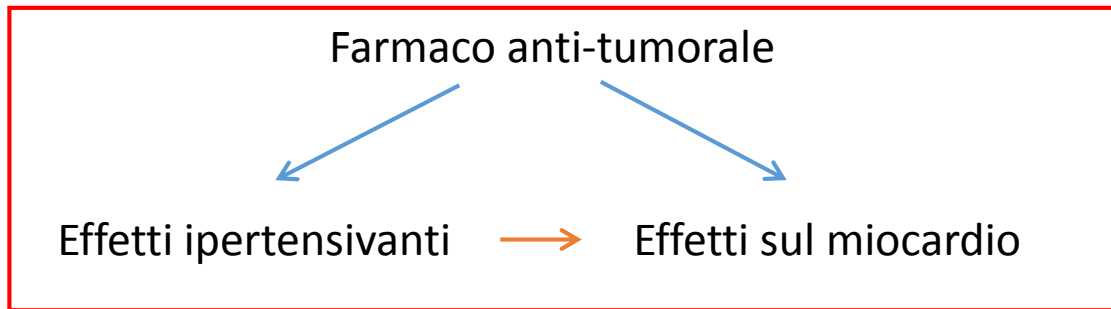 Farmaco anti-tumorale
Effetti ipertensivanti
Effetti sul miocardio